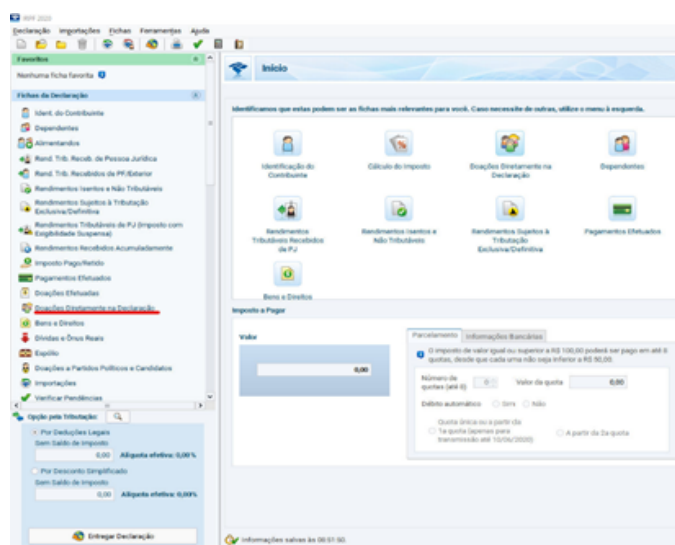 IRPF 2020
Declaração Importações Fichas Ferramentas Ajuda
Favoritos
Nenhuma ficha favorita
Fichas da Declaração
Ident. do Contribuinte
Dependentes
Alimentandos
Rend. Trib. Receb. de Pessoa Jurídica
Rend. Trib. Recebidos de PF/Exterior
Rendimentos Isentos e Não Tributáveis
Rendimentos Sujeitos à Tributação
Exclusiva/Definitiva
Rendimentos Tributáveis de PJ (Imposto com
Exigibilidade Suspensa)
Rendimentos Recebidos Acumuladamente
Imposto Pago/Retido
Pagamentos Efetuados
Doações Efetuadas
Doações Diretamente na Declaração
Bens e Direitos
Dívidas e Ônus Reais
Espólio
Doações a Partidos Políticos e Candidatos
Importações
Verificar Pendências
Opção pela Tributação:
Por Deduções Legais
Sem Saldo de Imposto
0,00 Alíquota efetiva: 0,00%
Por Desconto Simplificado
Sem Saldo de Imposto
0,00 Alíquota efetiva: 0,00%
Entregar Declaração
Início
Identificamos que estas podem ser as fichas mais relevantes para você. Caso necessite de outras, utilize o menu à esquerda.
Identificação do
Contribuinte
Cálculo do Imposto
Doações Diretamente na
Declaração
Dependentes
Rendimentos
Tributáveis Recebidos
de PJ
Rendimentos Isentos e
Não Tributáveis
Rendimentos Sujeitos à
Tributação
Exclusiva/Definitiva
Pagamentos Efetuados
Bens e Direitos
Imposto a Pagar
Valor
0,00
Parcelamento Informações Bancárias
O imposto de valor igual ou superior a R$ 100,00 poderá ser pago em até 8
quotas, desde que cada uma não seja inferior a R$ 50,00.
Número de
quotas (até 8) 0 Valor da quota 0,00
Débito automático Sim Não
Quota única ou a partir da
1a quota (apenas para
transmissão até 10/06/2020)
A partir da 2a quota
Informações salvas às 00:51:50.